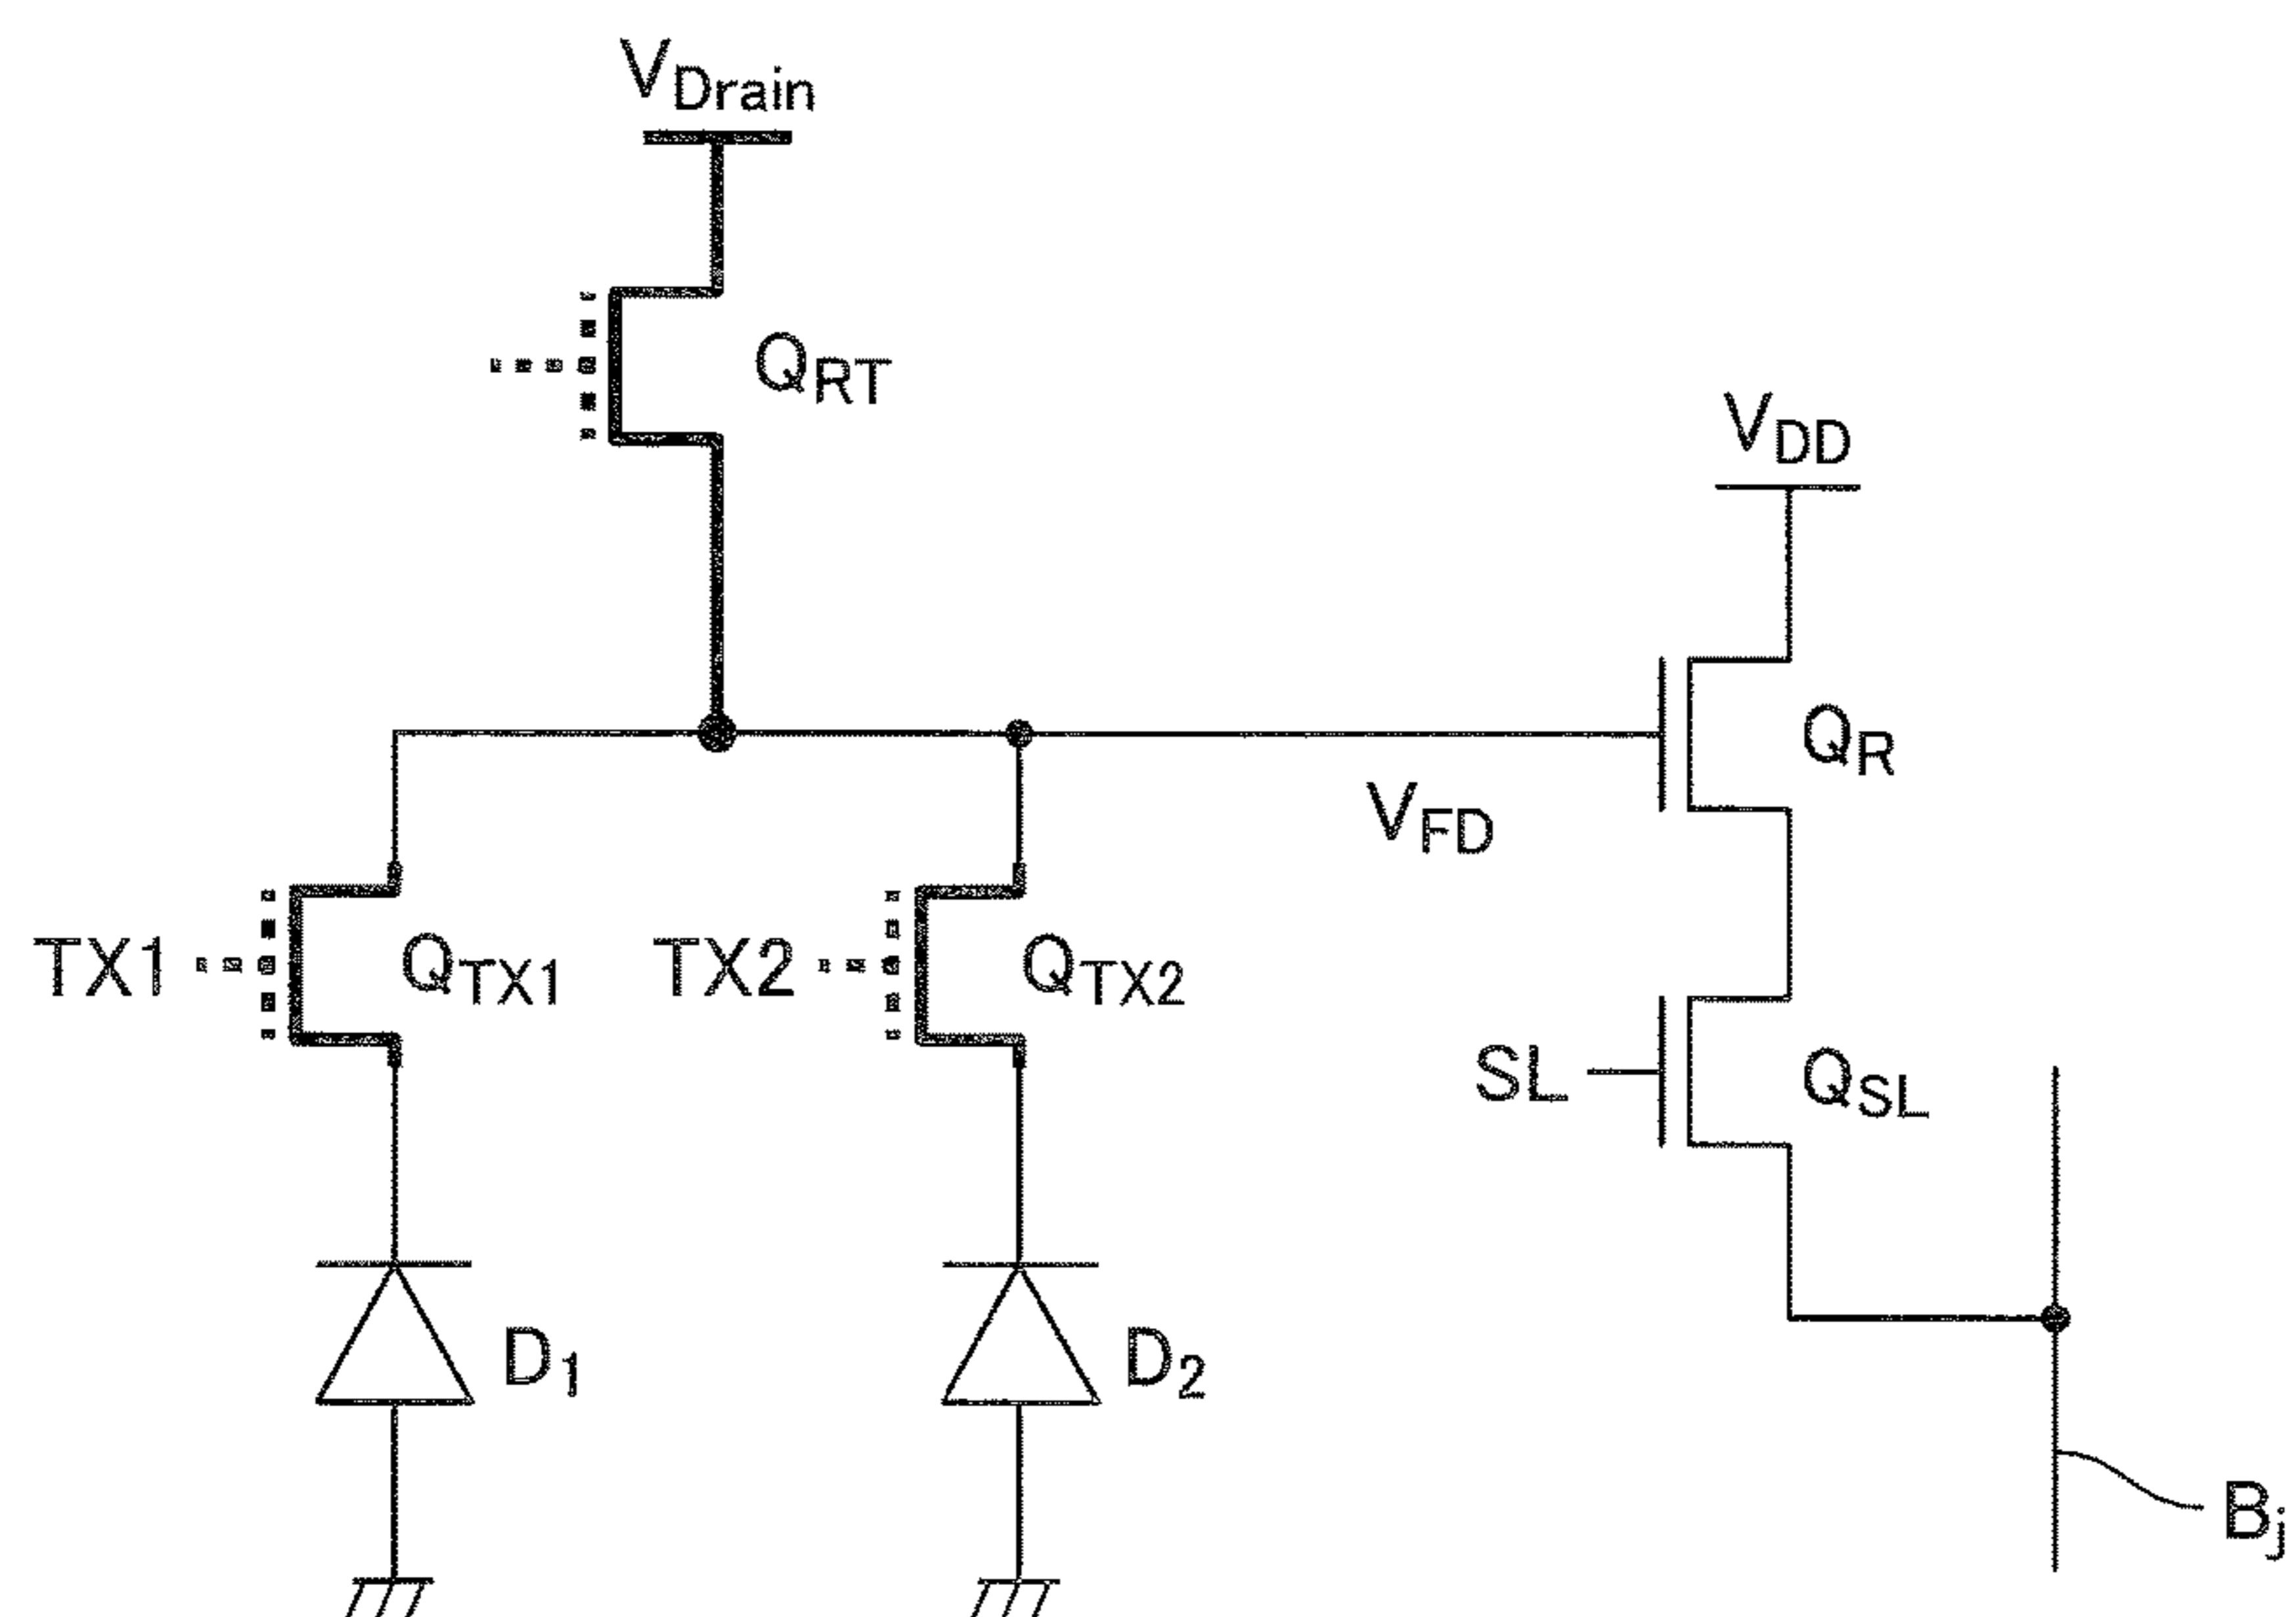 VDrain
QRT
VDD
QR
VFD
TX1
QTX1
TX2
QTX2
SL
QSL
D1
D2
Bj